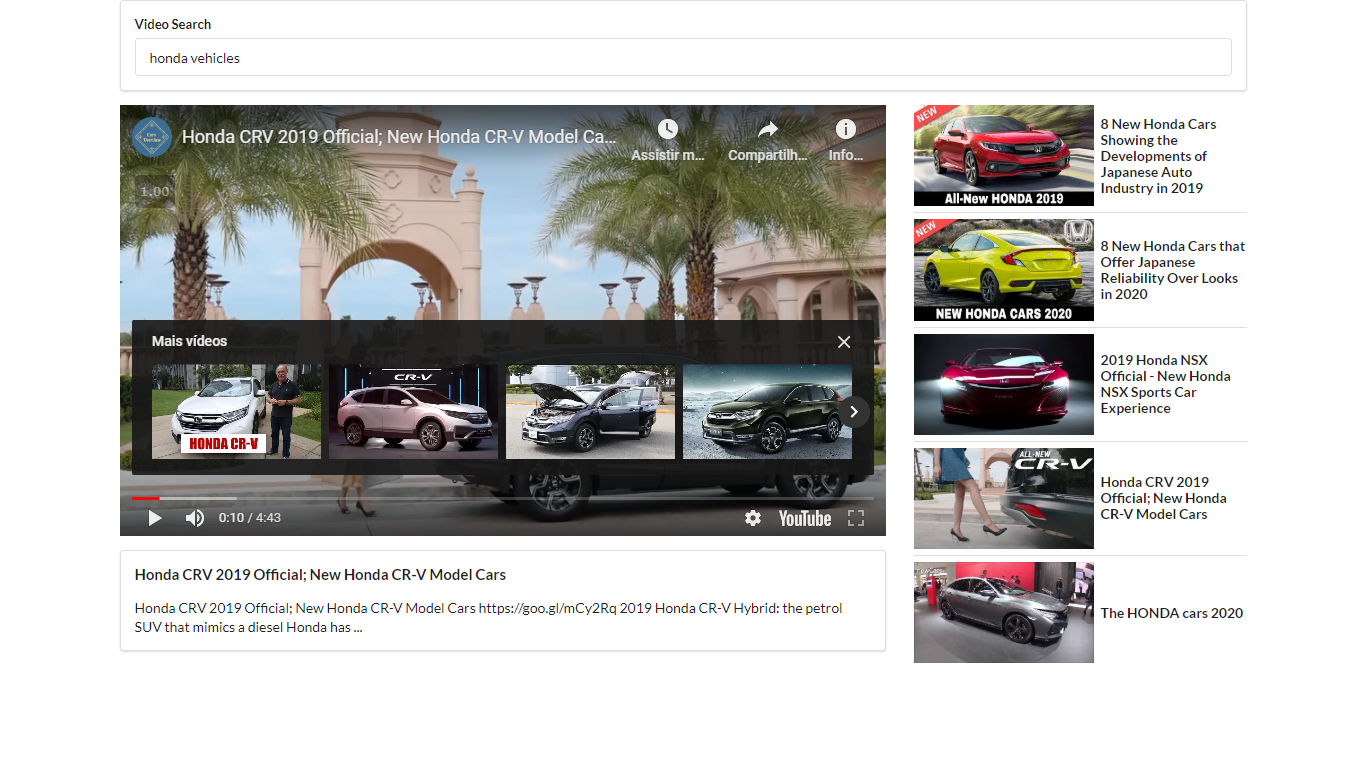 Video Search
honda vehicles
Honda CRV 2019 Official; New Honda CR-V Model Ca...
Assistir m...
Compartilh...
Info...
1.00
Mais vídeos
HONDA CR-V
CR-V
0:10 / 4:43
YouTube
Honda CRV 2019 Official; New Honda CR-V Model Cars
Honda CRV 2019 Official; New Honda CR-V Model Cars https://goo.gl/mCy2Rq 2019 Honda CR-V Hybrid: the petrol
SUV that mimics a diesel Honda has ...
NEW
All-New HONDA 2019
8 New Honda Cars
Showing the
Developments of
Japanese Auto
Industry in 2019
NEW
NEW HONDA CARS 2020
8 New Honda Cars that
Offer Japanese
Reliability Over Looks
in 2020
2019 Honda NSX
Official - New Honda
NSX Sports Car
Experience
ALL-NEW
CR-V
Honda CRV 2019
Official; New Honda
CR-V Model Cars
The HONDA cars 2020